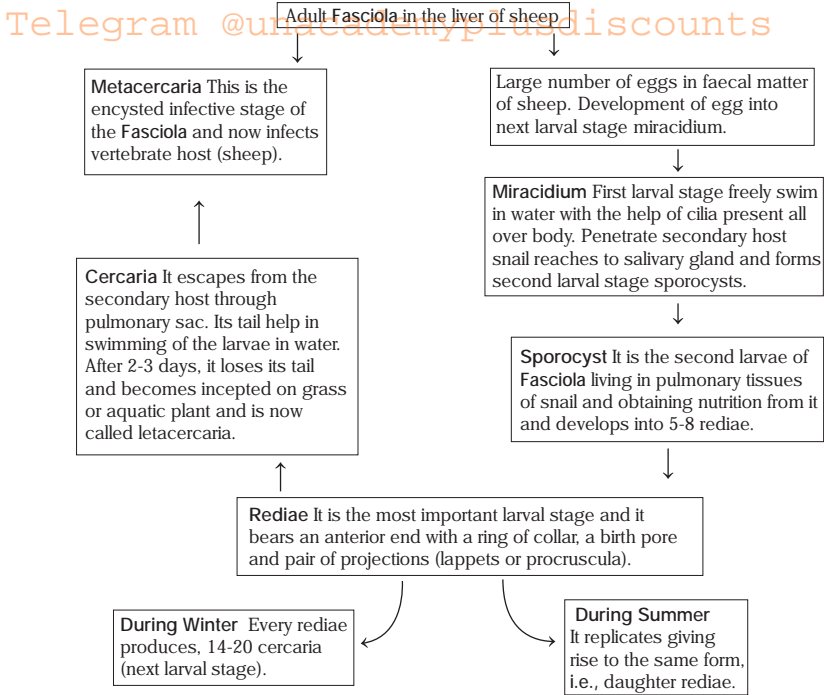 Adult Fasciola in the liver of sheep
Telegram @unacademyplusdiscounts
Metacercaria This is the
encysted infective stage of
the Fasciola and now infects
vertebrate host (sheep).
Large number of eggs in faecal matter
of sheep. Development of egg into
next larval stage miracidium.
Miracidium First larval stage freely swim
in water with the help of cilia present all
over body. Penetrate secondary host
snail reaches to salivary gland and forms
second larval stage sporocysts.
Cercaria It escapes from the
secondary host through
pulmonary sac. Its tail help in
swimming of the larvae in water.
After 2-3 days, it loses its tail
and becomes incepted on grass
or aquatic plant and is now
called letacercaria.
Sporocyst It is the second larvae of
Fasciola living in pulmonary tissues
of snail and obtaining nutrition from it
and develops into 5-8 rediae.
Rediae It is the most important larval stage and it
bears an anterior end with a ring of collar, a birth pore
and pair of projections (lappets or procruscula).
During Winter Every rediae
produces, 14-20 cercaria
(next larval stage).
During Summer
It replicates giving
rise to the same form,
i.e., daughter rediae.